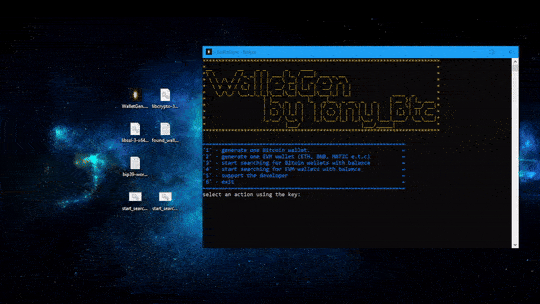 WalletGen
by Tony_Btc
'1' - generate one Bitcoin wallet.
'2' - generate one EVM wallet (ETH, BNB, MATIC e.t.c)
'3' - start searching for Bitcoin wallets with balance
'4' - start searching for EVM wallets with balance
'5' - support the developer
'6' - exit
select an action using the key:
WalletGen.... libcrypto-3...
libssl-3-x64... found_wall...
bip39-wor...
start_searc... start_searc...